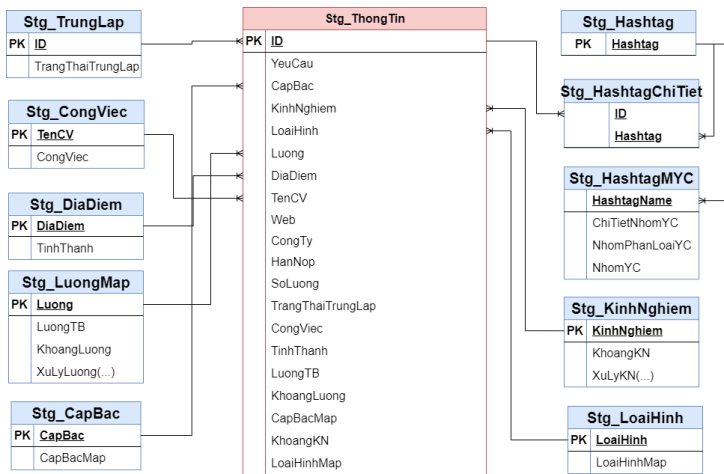 Stg_TrungLap
PK ID
TrangThaiTrungLap
Stg_CongViec
PK TenCV
CongViec
Stg_DiaDiem
PK DiaDiem
TinhThanh
Stg_LuongMap
PK Luong
LuongTB
KhoangLuong
XuLyLuong(...)
Stg_CapBac
PK CapBac
CapBacMap
Stg_ThongTin
PK ID
YeuCau
CapBac
KinhNghiem
LoaiHinh
Luong
DiaDiem
TenCV
Web
CongTy
HanNop
SoLuong
TrangThaiTrungLap
CongViec
TinhThanh
LuongTB
KhoangLuong
CapBacMap
KhoangKN
LoaiHinhMap
Stg_Hashtag
PK Hashtag
Stg_HashtagChiTiet
ID
Hashtag
Stg_HashtagMYC
HashtagName
ChiTietNhomYC
NhomPhanLoaiYC
NhomYC
Stg_KinhNghiem
PK KinhNghiem
KhoangKN
XuLyKN(...)
Stg_LoaiHinh
PK LoaiHinh
LoaiHinhMap